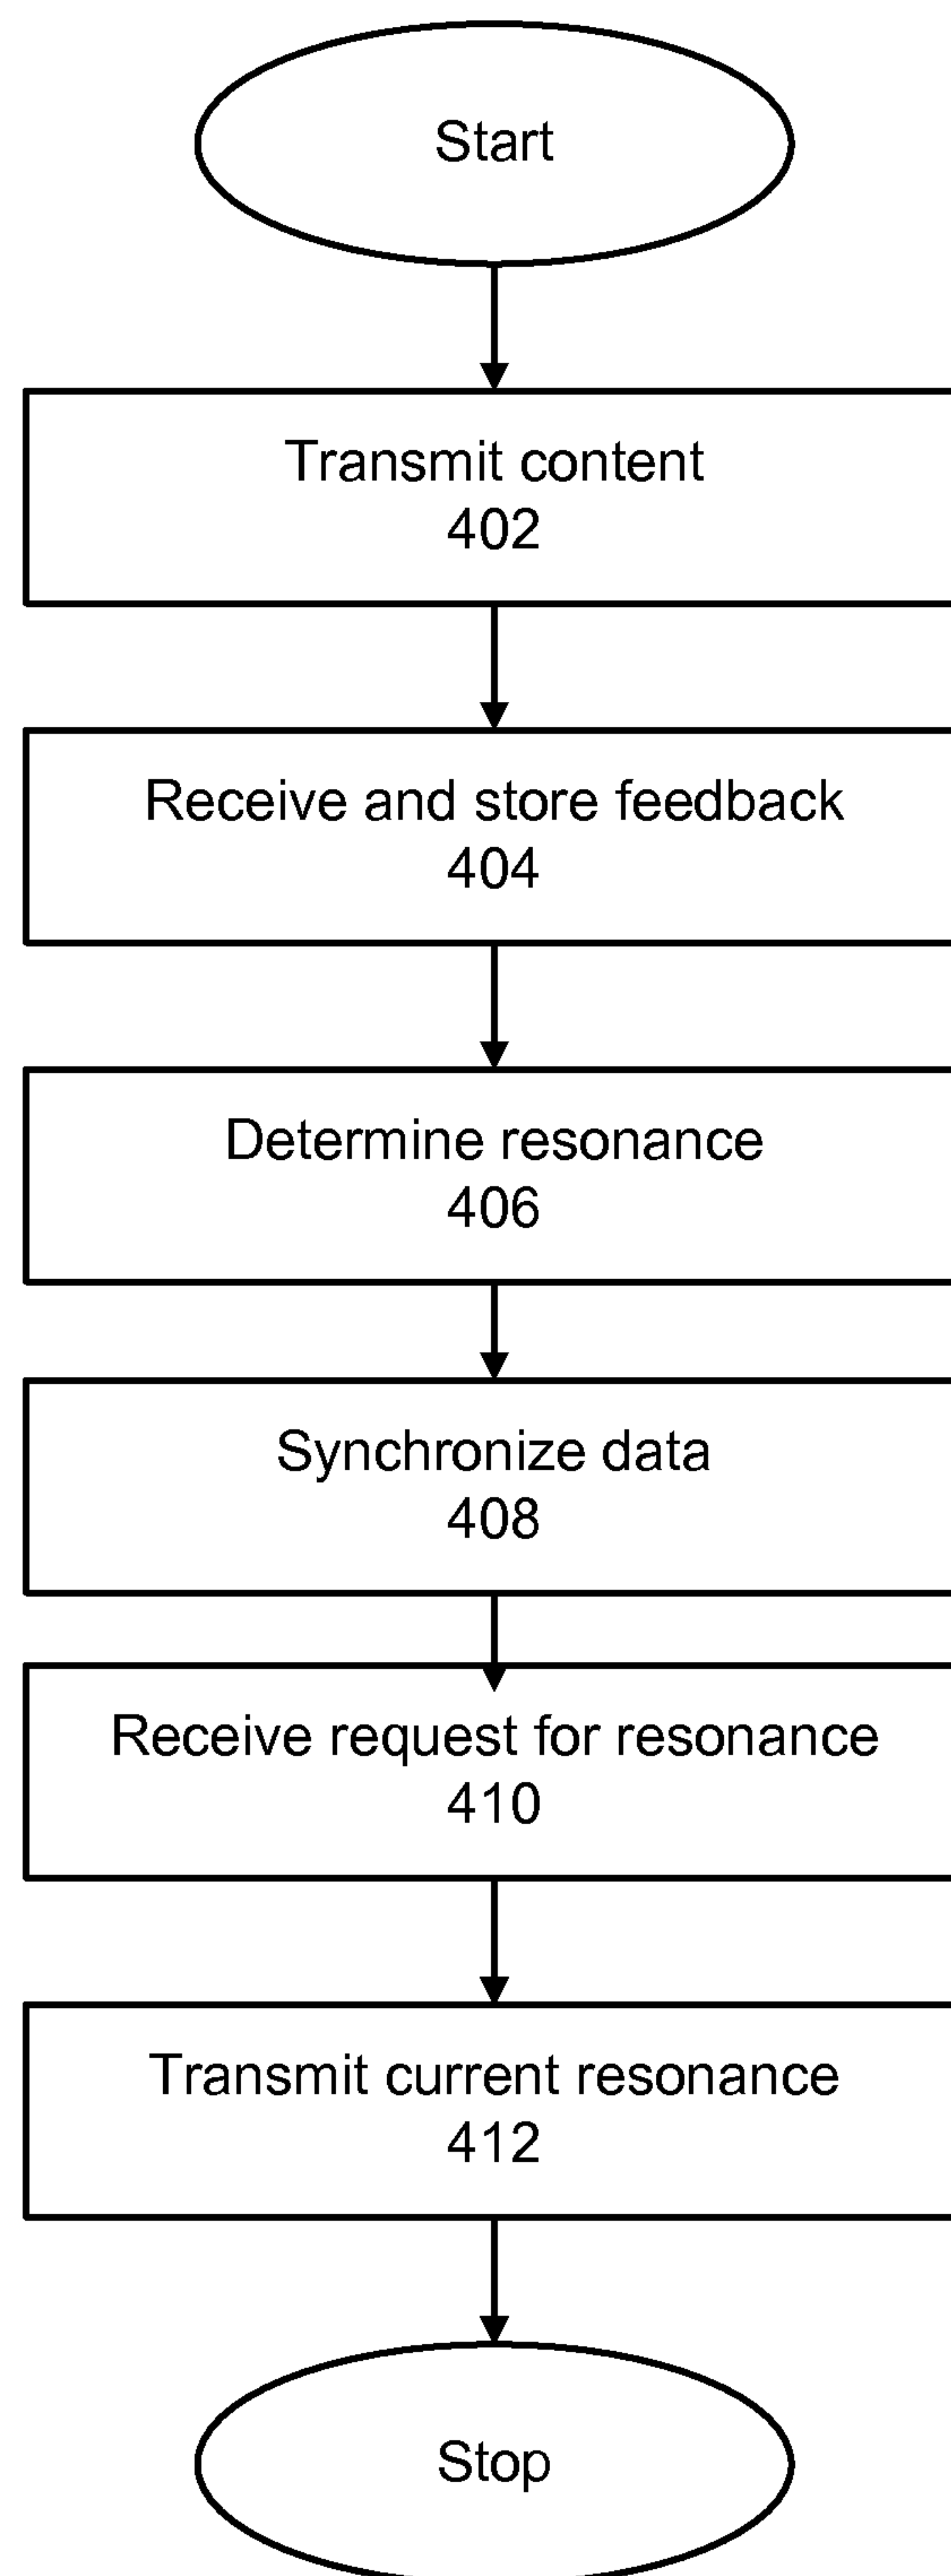 Start
Transmit content
402
Receive and store feedback
404
Determine resonance
406
Synchronize data
408
Receive request for resonance
410
Transmit current resonance
412
Stop